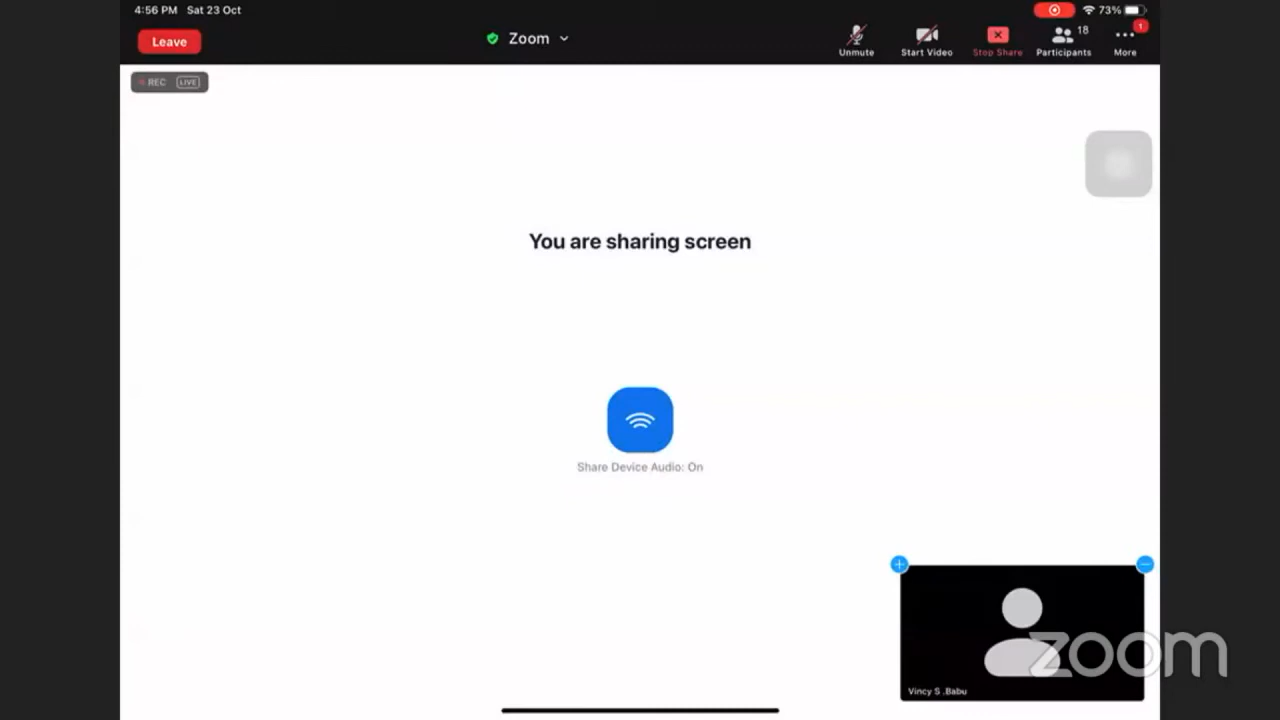 4:56 PM Sat 23 Oct
73%
Leave
Zoom
Unmute
Start Video
Stop Share
18
Participants
1
More
REC LIVE
You are sharing screen
Share Device Audio: On
Vincy S .Babu
zoom